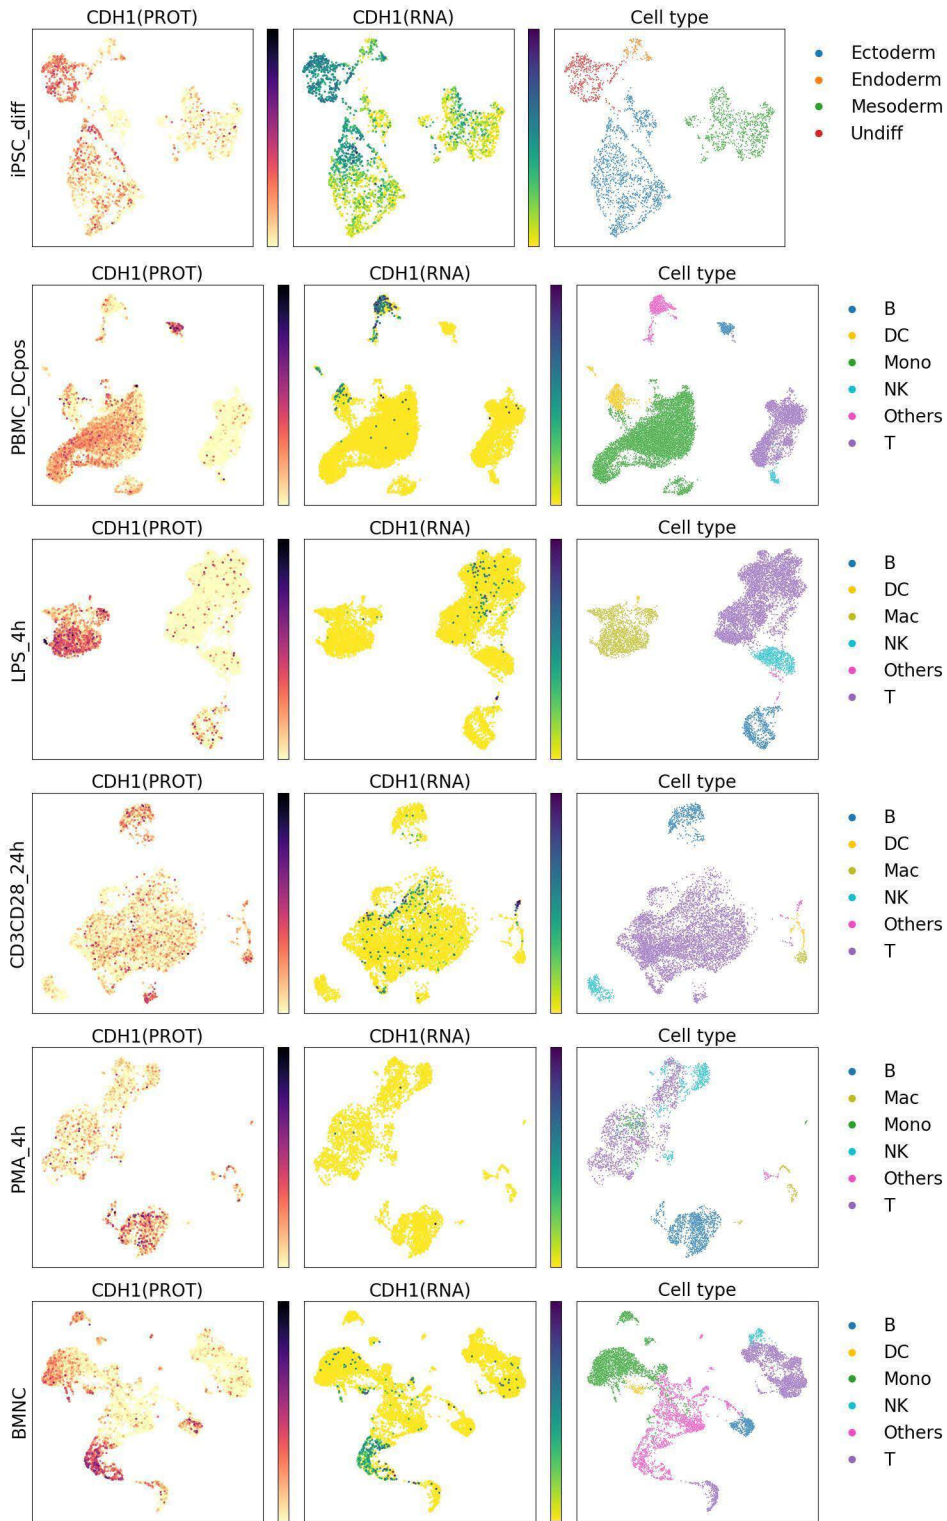 CDH1(PROT) CDH1(RNA) Cell type
iPSC_diff
Ectoderm
Endoderm
Mesoderm
Undiff
CDH1(PROT) CDH1(RNA) Cell type
PBMC_DCpos
B
DC
Mono
NK
Others
T
CDH1(PROT) CDH1(RNA) Cell type
LPS_4h
B
DC
Mac
NK
Others
T
CDH1(PROT) CDH1(RNA) Cell type
CD3CD28_24h
B
DC
Mac
NK
Others
T
CDH1(PROT) CDH1(RNA) Cell type
PMA_4h
B
Mac
Mono
NK
Others
T
CDH1(PROT) CDH1(RNA) Cell type
BMNC
B
DC
Mono
NK
Others
T